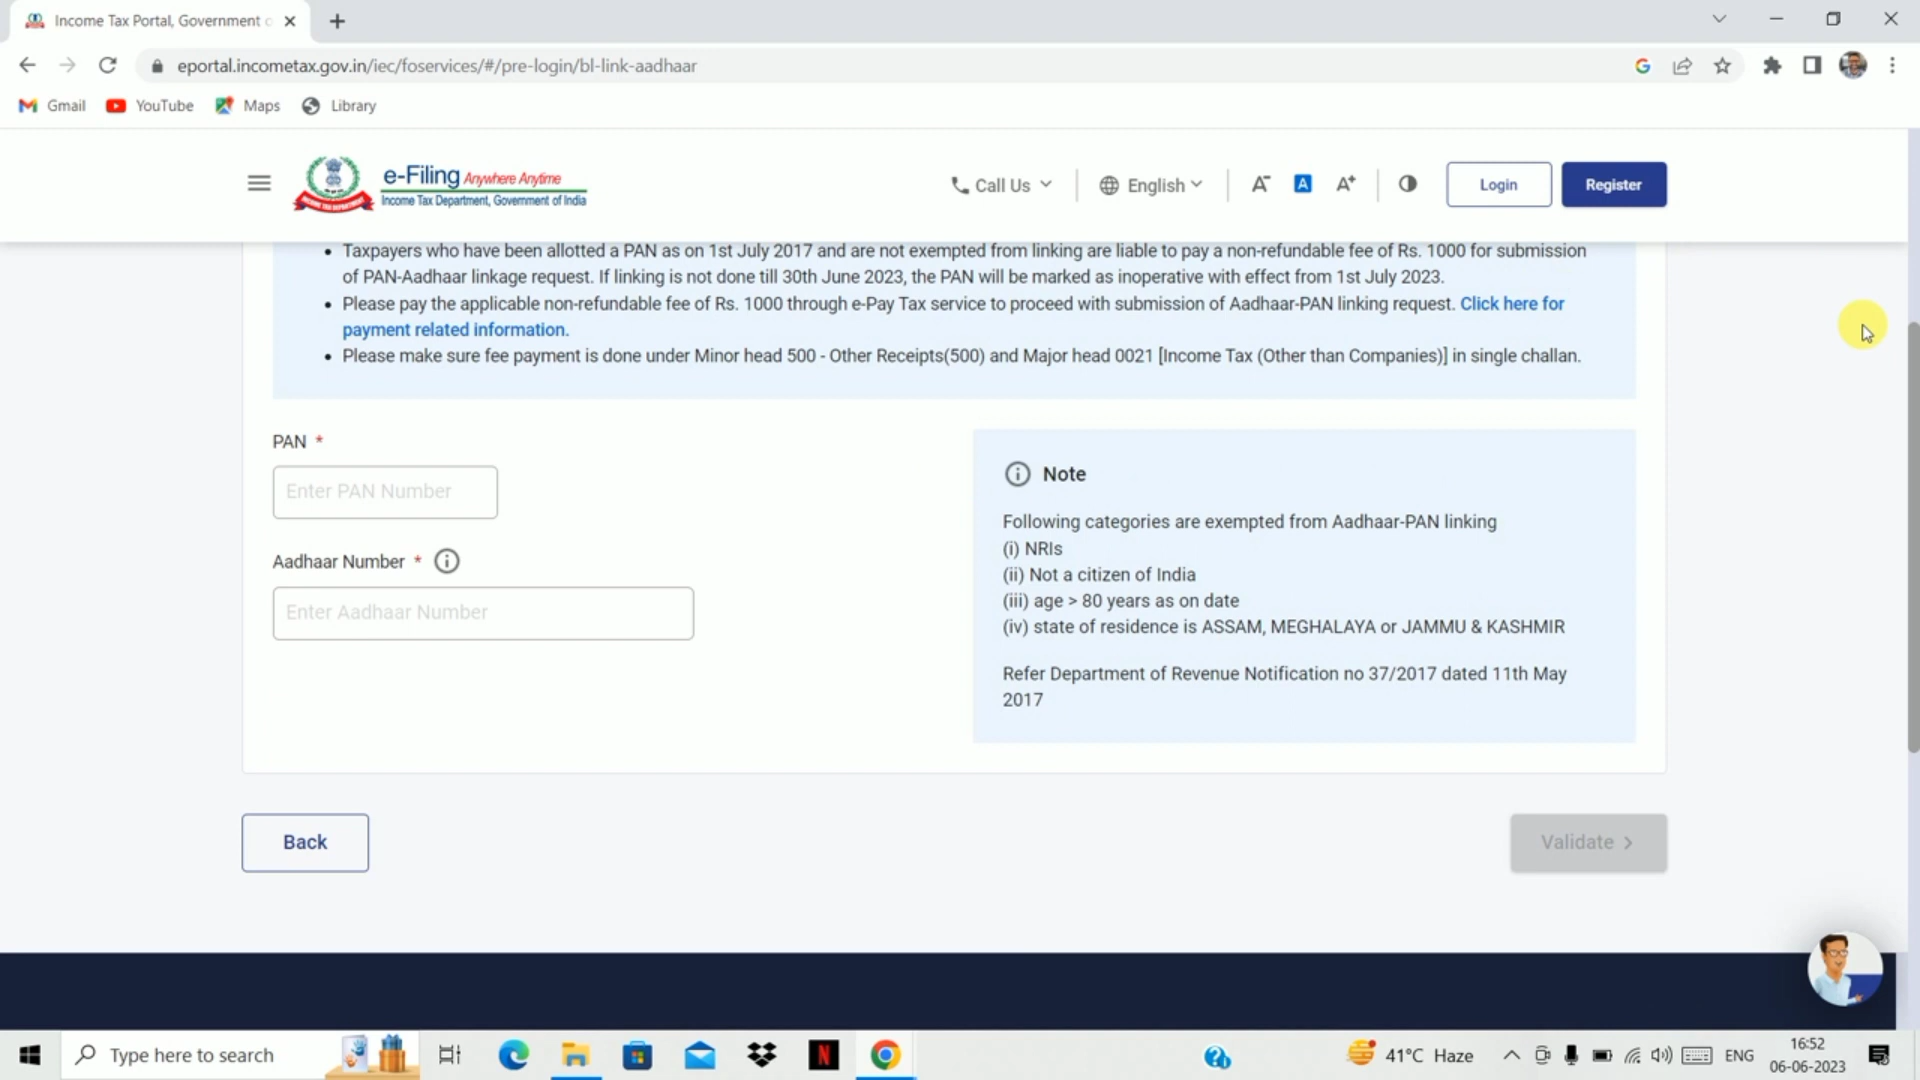 Income Tax Portal, Government
eportal.incometax.gov.in/iec/foservices/#/pre-login/bl-link-aadhaar
Gmail YouTube Maps Library
e-Filing Anywhere Anytime
Income Tax Department, Government of India
Call Us English A- A A+ Login Register
• Taxpayers who have been allotted a PAN as on 1st July 2017 and are not exempted from linking are liable to pay a non-refundable fee of Rs. 1000 for submission
of PAN-Aadhaar linkage request. If linking is not done till 30th June 2023, the PAN will be marked as inoperative with effect from 1st July 2023.
• Please pay the applicable non-refundable fee of Rs. 1000 through e-Pay Tax service to proceed with submission of Aadhaar-PAN linking request. Click here for
payment related information.
• Please make sure fee payment is done under Minor head 500 - Other Receipts(500) and Major head 0021 [Income Tax (Other than Companies)] in single challan.
PAN *
Enter PAN Number
Aadhaar Number *
Enter Aadhaar Number
Note
Following categories are exempted from Aadhaar-PAN linking
(i) NRIs
(ii) Not a citizen of India
(iii) age > 80 years as on date
(iv) state of residence is ASSAM, MEGHALAYA or JAMMU & KASHMIR
Refer Department of Revenue Notification no 37/2017 dated 11th May
2017
Back
Validate >
Type here to search
41°C Haze
ENG
16:52
06-06-2023